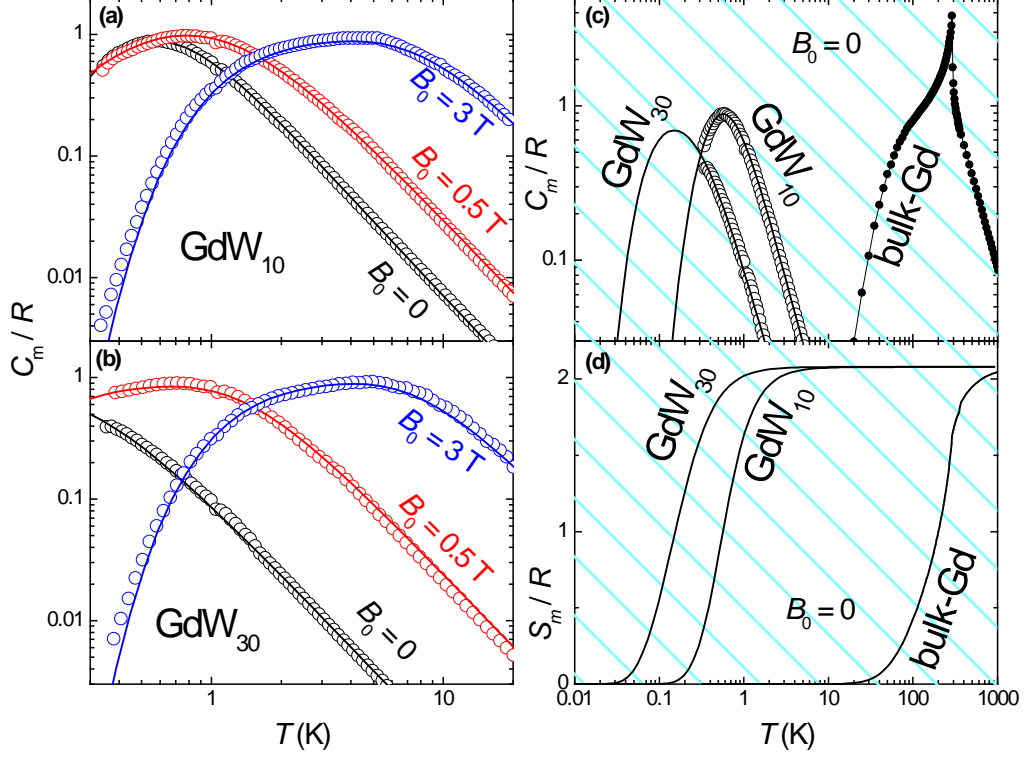 (a)
1
0.1
0.01
B₀ = 3 T
B₀ = 0.5 T
B₀ = 0
GdW₁₀
(b)
1
0.1
0.01
B₀ = 3 T
B₀ = 0.5 T
B₀ = 0
GdW₃₀
Cₘ / R
1
10
T (K)
(c)
B₀ = 0
1
0.1
GdW₃₀
GdW₁₀
bulk-Gd
Cₘ / R
(d)
2
1
0
GdW₃₀
GdW₁₀
bulk-Gd
B₀ = 0
Sₘ / R
0.01 0.1 1 10 100 1000
T (K)